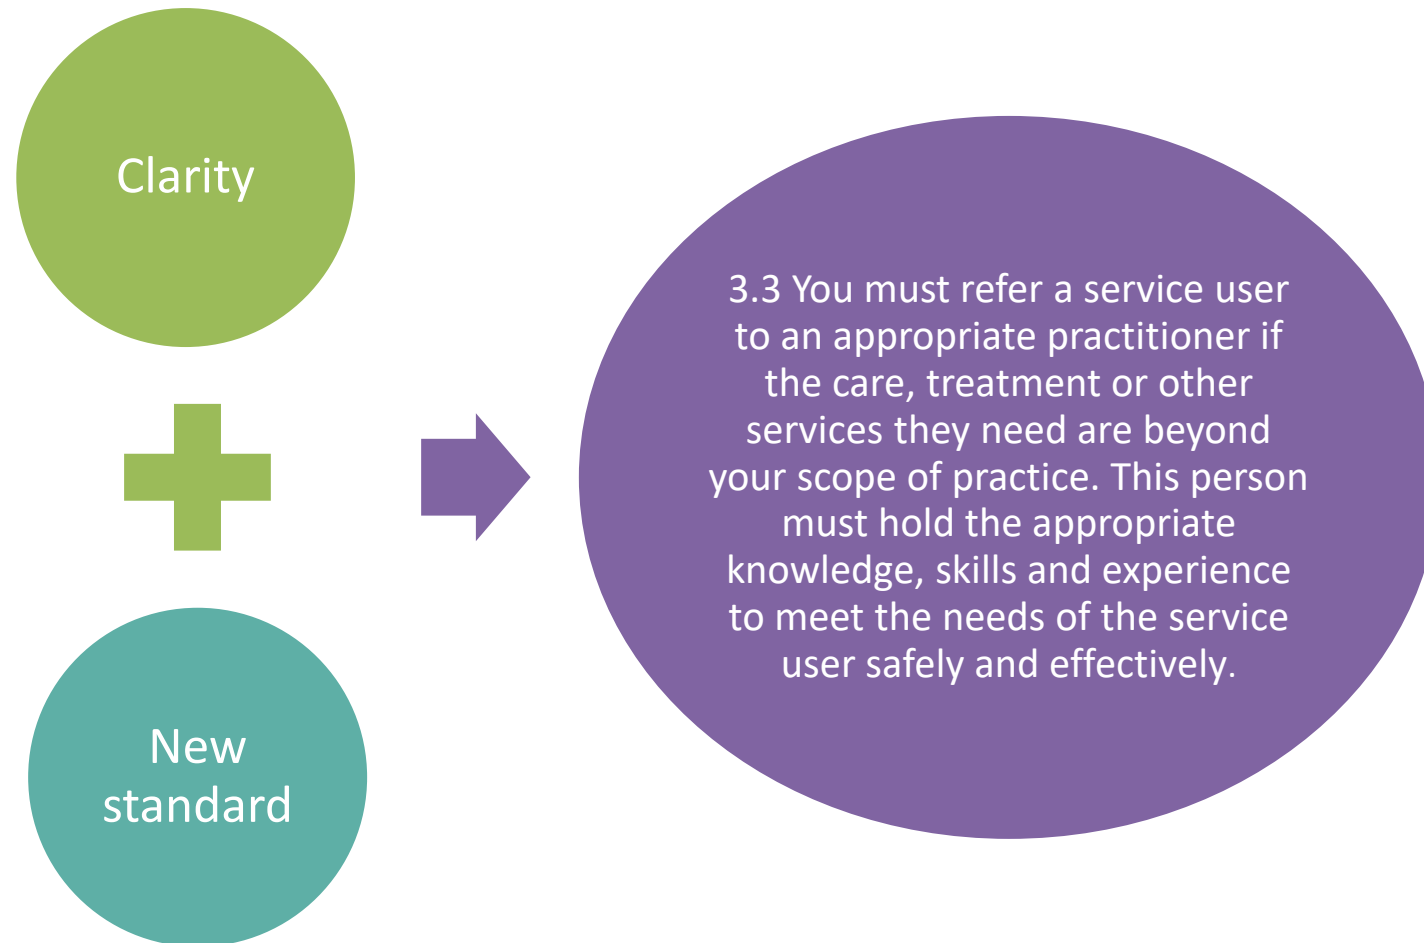 Clarity
New
standard
3.3 You must refer a service user
to an appropriate practitioner if
the care, treatment or other
services they need are beyond
your scope of practice. This person
must hold the appropriate
knowledge, skills and experience
to meet the needs of the service
user safely and effectively.